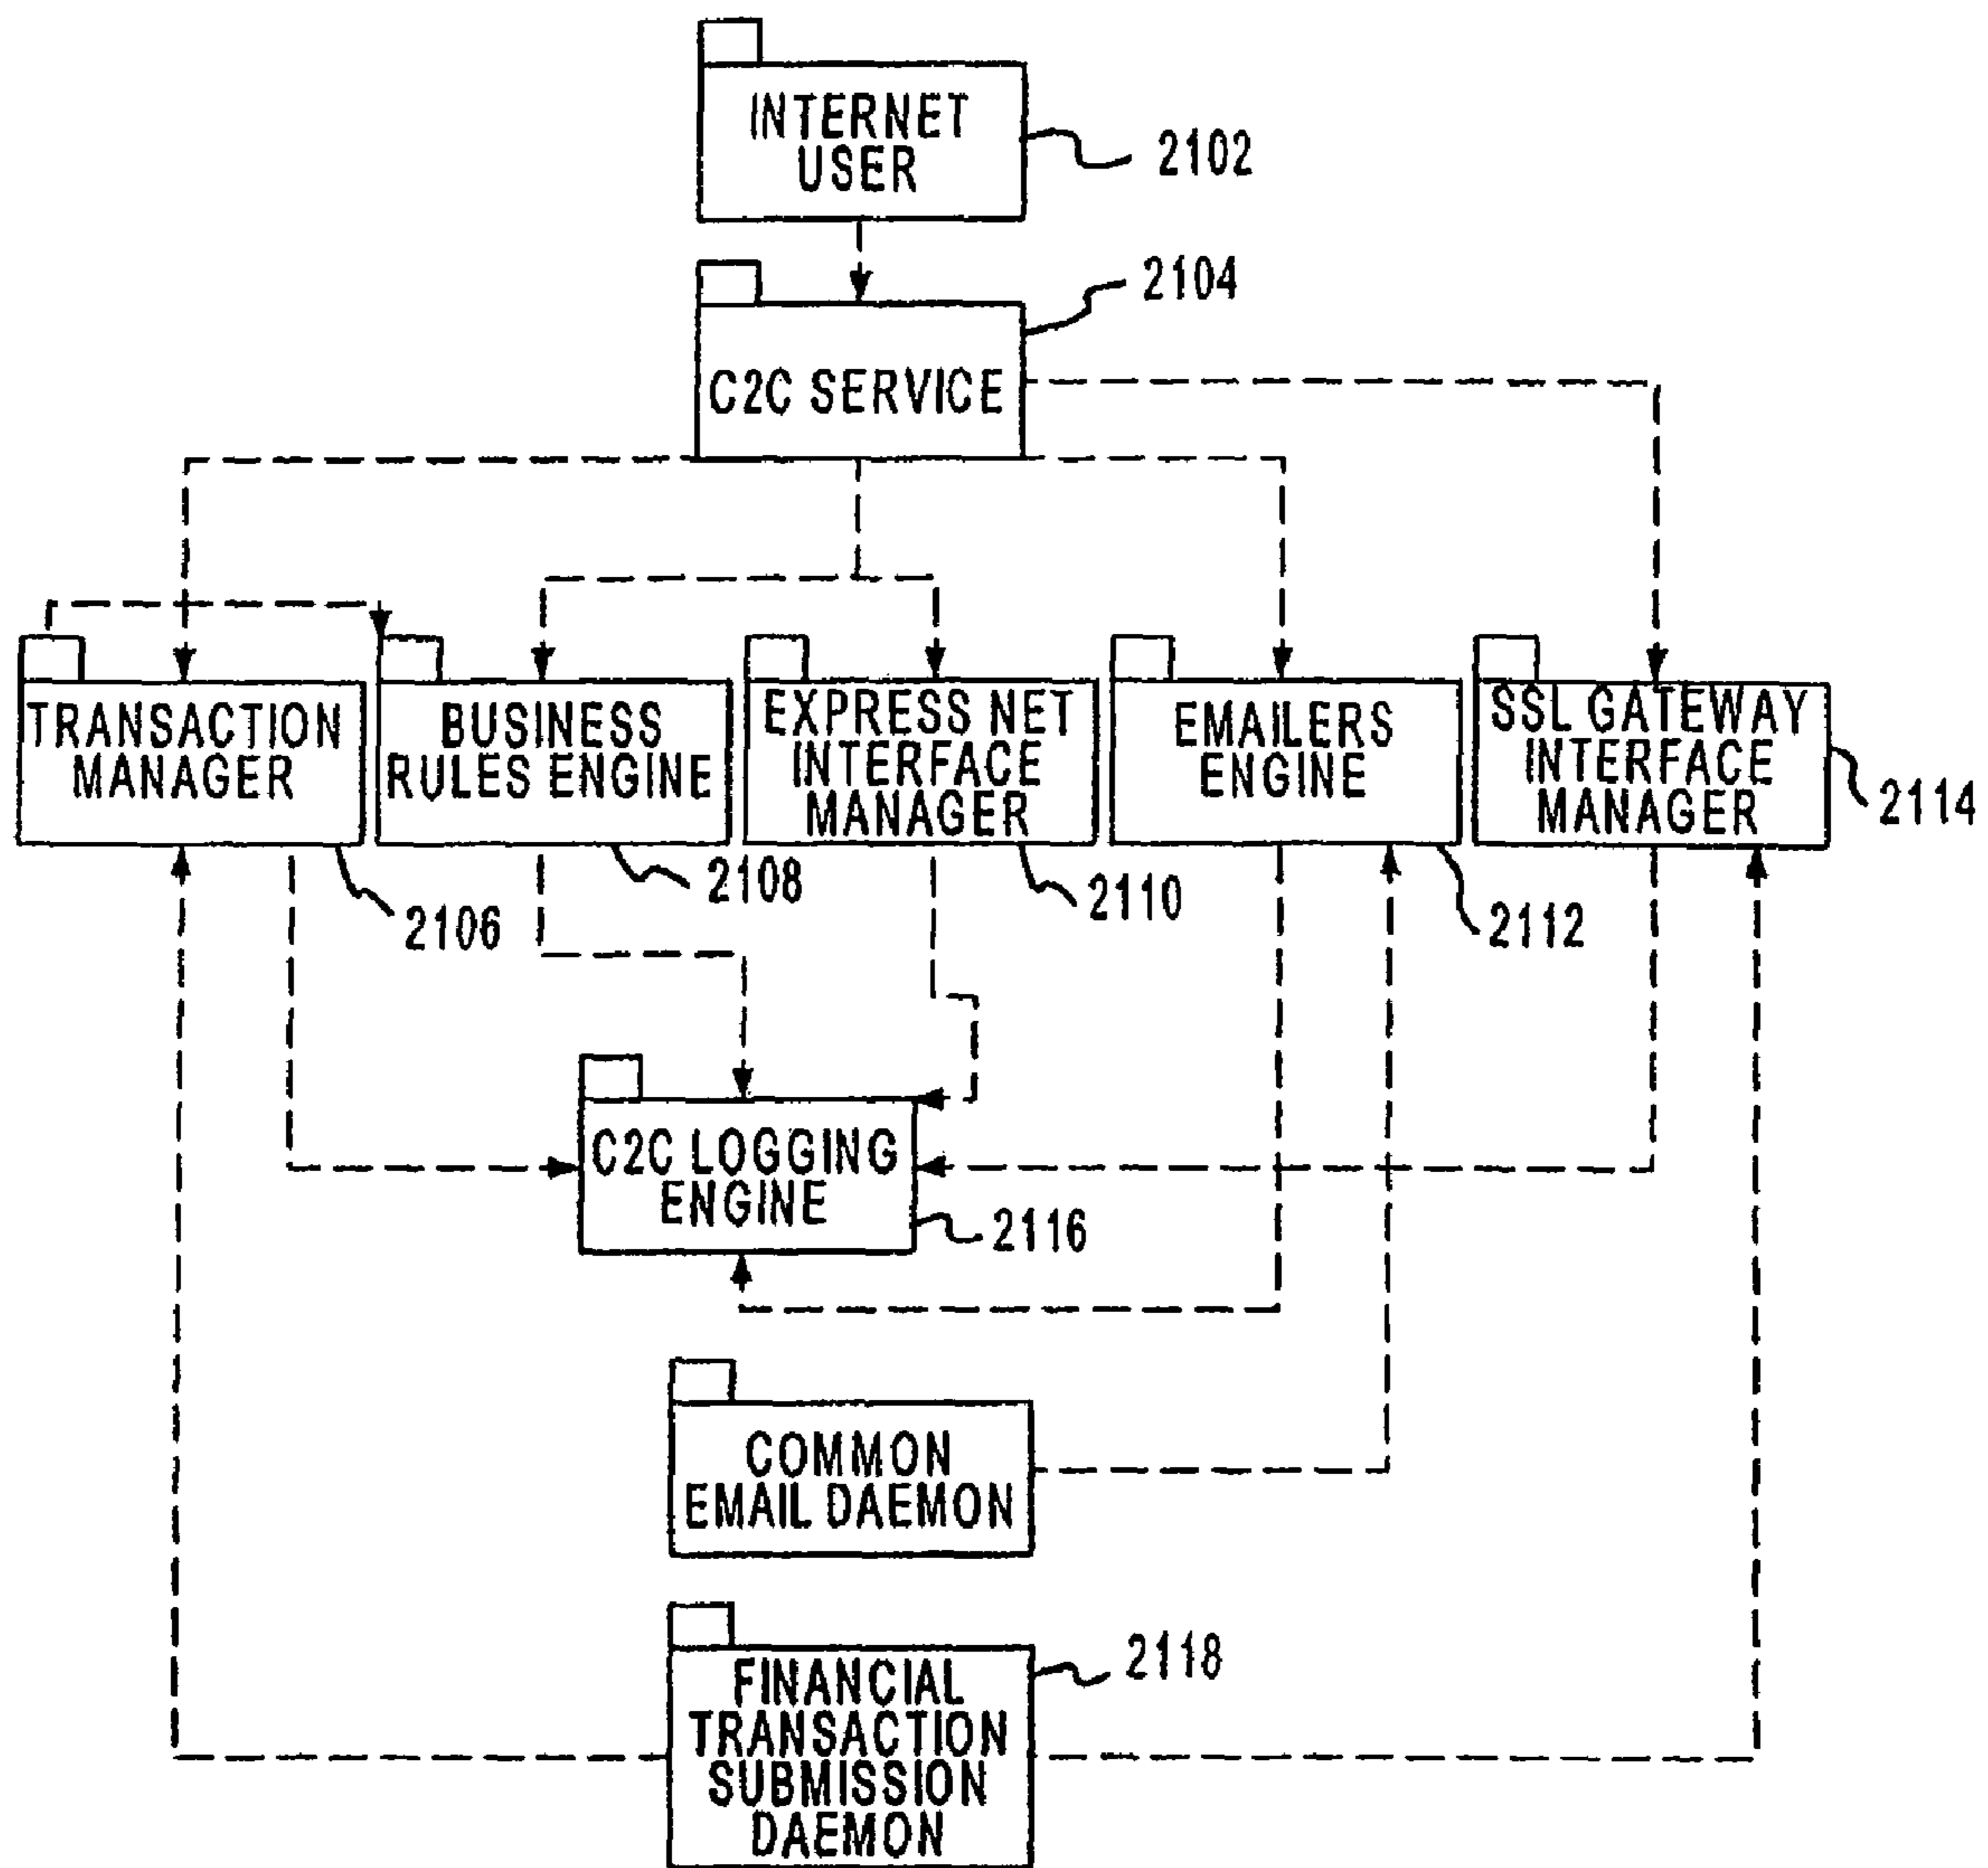 INTERNET
USER
2102
2104
C2C SERVICE
TRANSACTION
MANAGER
BUSINESS
RULES ENGINE
EXPRESS NET
INTERFACE
MANAGER
EMAILERS
ENGINE
SSL GATEWAY
INTERFACE
MANAGER
2114
2106
2108
2110
2112
C2C LOGGING
ENGINE
2116
COMMON
EMAIL DAEMON
2118
FINANCIAL
TRANSACTION
SUBMISSION
DAEMON